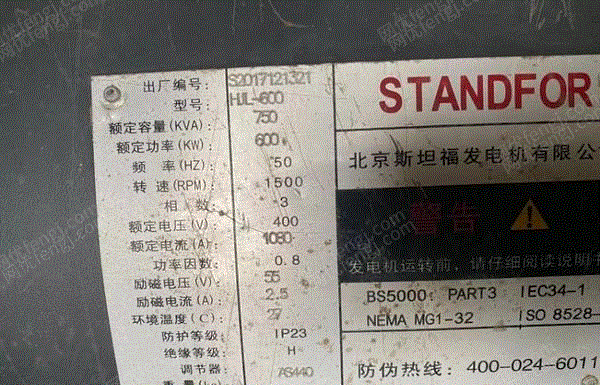 出厂编号: S2017121321
型号: HJL-600
额定容量(KVA): 750
额定功率(KW): 600
频 率(HZ): 50
转 速(RPM): 1500
相 数: 3
额定电压(V): 400
额定电流(A): 1080
功率因数: 0.8
励磁电压(V): 55
励磁电流(A): 2.5
环境温度(℃): 27
防护等级: IP23
绝缘等级: H
调节器: AS440
STANDFOR
北京斯坦福发电机有限公
警告
发电机运转前,请仔细阅读说明书
BS5000: PART3 IEC34-1
NEMA MG1-32 ISO 8528-
防伪热线: 400-024-6011